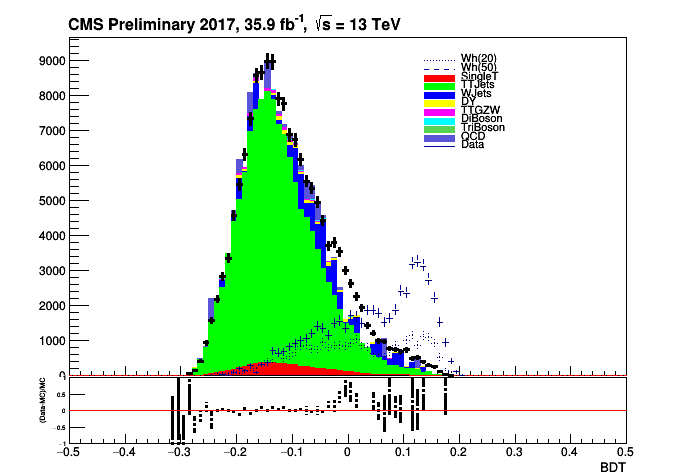 CMS Preliminary 2017, 35.9 fb⁻¹, √s = 13 TeV
9000
8000
7000
6000
5000
4000
3000
2000
1000
0
Wh(20)
Wh(50)
SingleT
TTJets
WJets
DY
TTGZW
DiBoson
TriBoson
QCD
Data
(Data-MC)/MC
1
0.5
0
−0.5
−1
−0.5 −0.4 −0.3 −0.2 −0.1 0 0.1 0.2 0.3 0.4 0.5
BDT